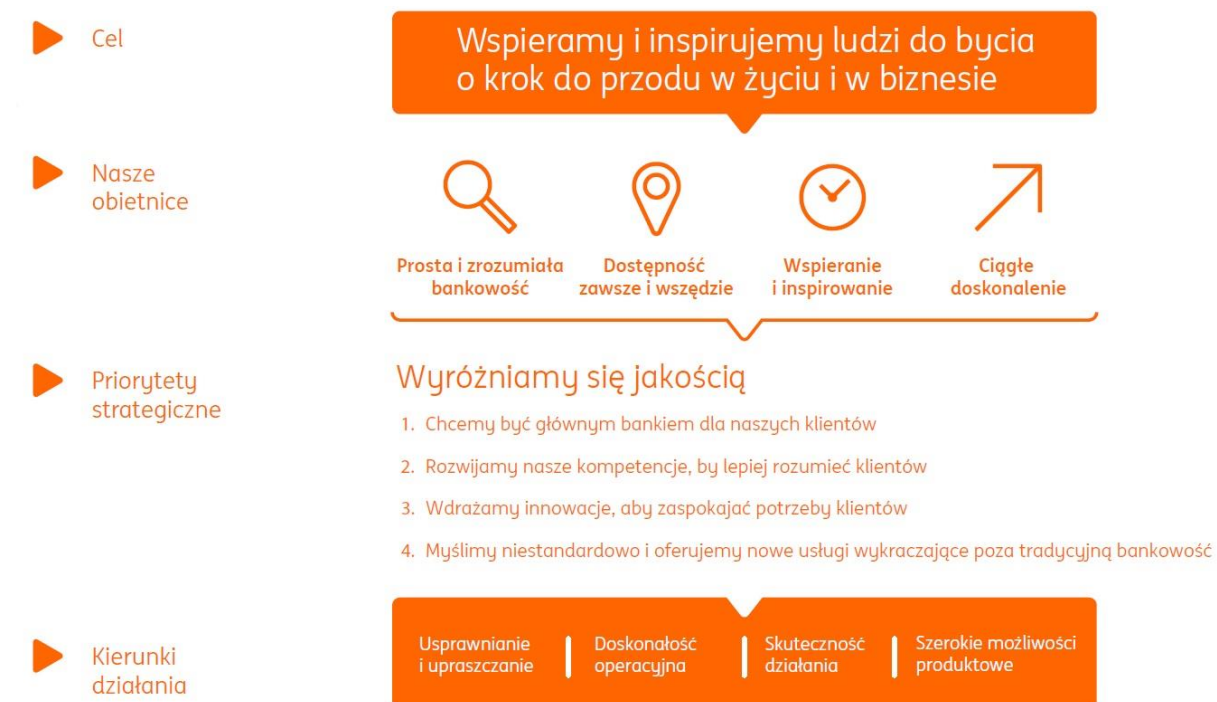 Cel
Wspieramy i inspirujemy ludzi do bycia
o krok do przodu w życiu i w biznesie
Nasze
obietnice
Prosta i zrozumiała
bankowość
Dostępność
zawsze i wszędzie
Wspieranie
i inspirowanie
Ciągłe
doskonalenie
Priorytety
strategiczne
Wyróżniamy się jakością
1. Chcemy być głównym bankiem dla naszych klientów
2. Rozwijamy nasze kompetencje, by lepiej rozumieć klientów
3. Wdrażamy innowacje, aby zaspokajać potrzeby klientów
4. Myślimy niestandardowo i oferujemy nowe usługi wykraczające poza tradycyjną bankowość
Kierunki
działania
Usprawnianie
i upraszczanie
Doskonałość
operacyjna
Skuteczność
działania
Szerokie możliwości
produktowe